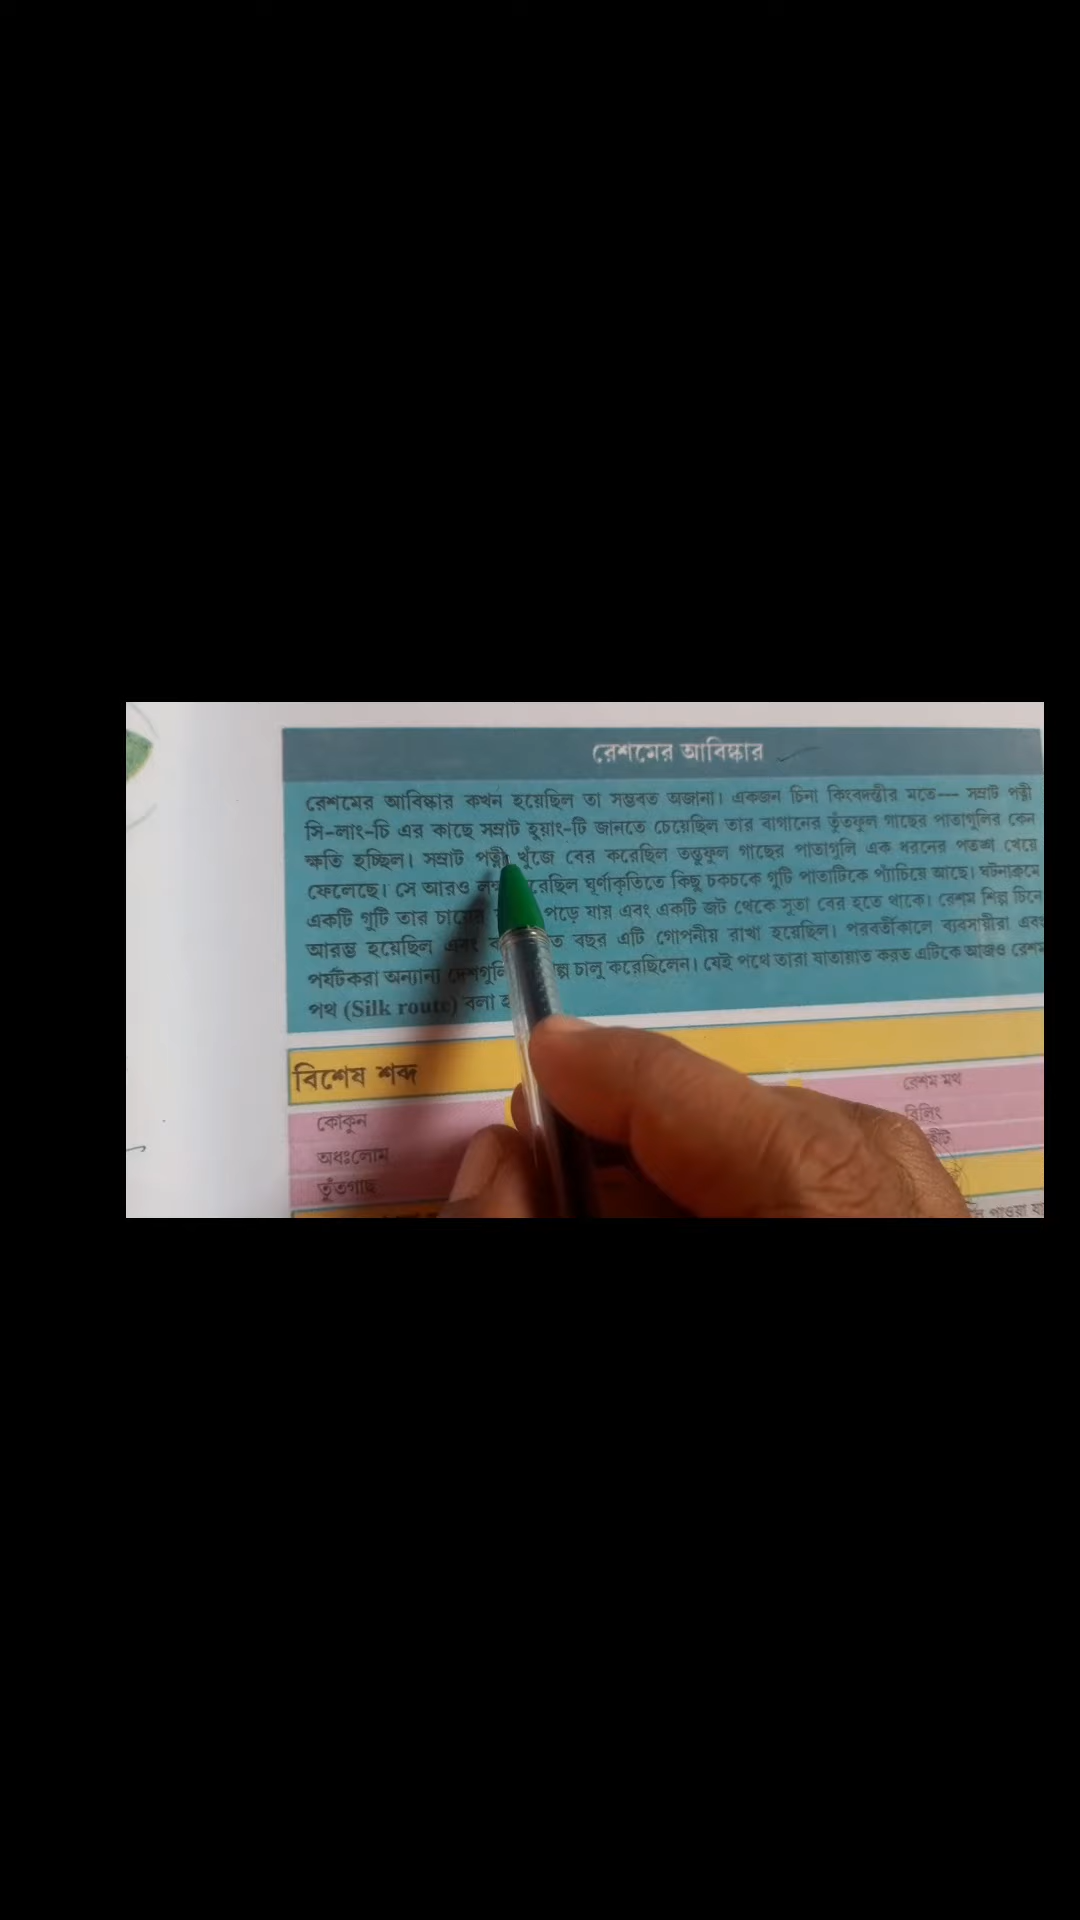 রেশমের আবিষ্কার
রেশমের আবিষ্কার কখন হয়েছিল তা সম্ভবত অজানা। একজন চিনা কিংবদন্তীর মতে— সম্রাট পত্নী
সি-লাং-চি এর কাছে সম্রাট হুয়াং-টি জানতে চেয়েছিল তার বাগানের তুঁতফুল গাছের পাতাগুলির কেন
ক্ষতি হচ্ছিল। সম্রাট পত্নী খুঁজে বের করেছিল তন্তুফুল গাছের পাতাগুলি এক ধরনের পতঙ্গ খেয়ে
ফেলেছে। সে আরও ঘূর্ণাকৃতিতে কিছু চকচকে গুটি পাতাটিকে প্যাঁচিয়ে আছে। ঘটনাক্রমে
একটি গুটি তার চায়ের পড়ে যায় এবং একটি জট থেকে সূতা বের হতে থাকে। রেশম শিল্প চিনে
আরম্ভ হয়েছিল এবং বছর এটি গোপনীয় রাখা হয়েছিল। পরবর্তীকালে ব্যবসায়ীরা এবং
পর্যটকরা অন্যান্য চালু করেছিলেন। যেই পথে তারা যাতায়াত করত এটিকে আজও রেশম
পথ (Silk route) বলা
বিশেষ শব্দ
কোকুন
অধঃলোম
তুঁতগাছ
রেশম মথ
রিলিং
পাওয়া